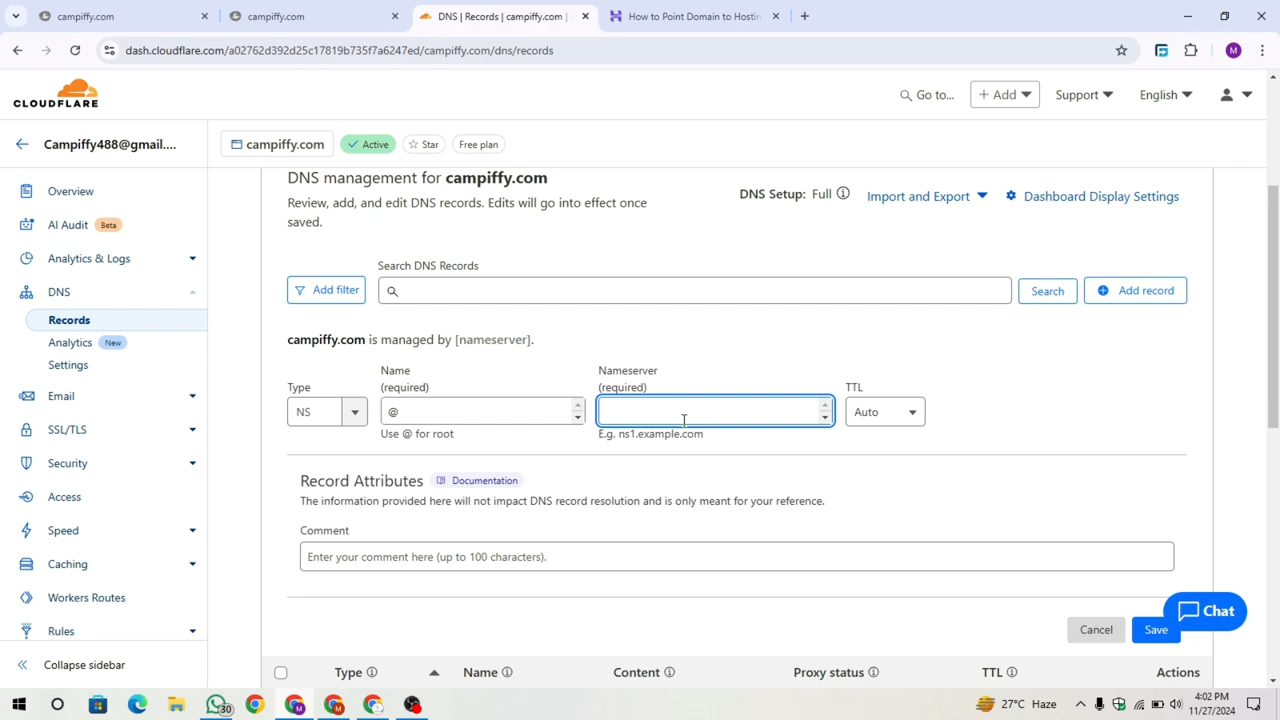 campiffy.com
campiffy.com
DNS | Records | campiffy.com |
How to Point Domain to Hostin
dash.cloudflare.com/a02762d392d25c17819b735f7a6247ed/campiffy.com/dns/records
M
CLOUDFLARE
Go to...
+ Add
Support
English
Campiffy488@gmail....
campiffy.com
Active
Star
Free plan
Overview
AI Audit Beta
Analytics & Logs
DNS
Records
Analytics New
Settings
Email
SSL/TLS
Security
Access
Speed
Caching
Workers Routes
Rules
Collapse sidebar
DNS management for campiffy.com
Review, add, and edit DNS records. Edits will go into effect once
saved.
DNS Setup: Full
Import and Export
Dashboard Display Settings
Search DNS Records
Add filter
Search
Add record
campiffy.com is managed by [nameserver].
Type
NS
Name
(required)
@
Use @ for root
Nameserver
(required)
E.g. ns1.example.com
TTL
Auto
Record Attributes Documentation
The information provided here will not impact DNS record resolution and is only meant for your reference.
Comment
Enter your comment here (up to 100 characters).
Chat
Cancel
Save
Type
Name
Content
Proxy status
TTL
Actions
30
M
M
27°C Haze
4:02 PM
11/27/2024